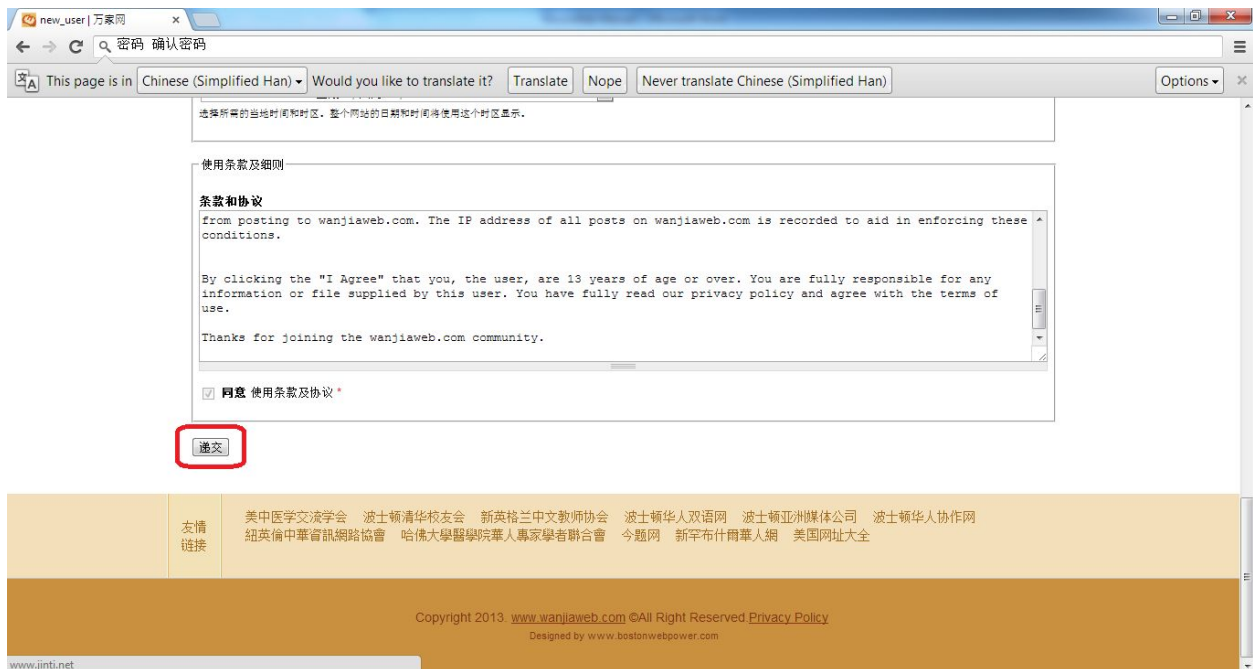 new_user | 万家网
密码 确认密码
This page is in Chinese (Simplified Han) Would you like to translate it? Translate Nope Never translate Chinese (Simplified Han) Options
选择所需的当地时间和时区. 整个网站的日期和时间将使用这个时区显示.
使用条款及细则
条款和协议
from posting to wanjiaweb.com. The IP address of all posts on wanjiaweb.com is recorded to aid in enforcing these
conditions.
By clicking the "I Agree" that you, the user, are 13 years of age or over. You are fully responsible for any
information or file supplied by this user. You have fully read our privacy policy and agree with the terms of
use.
Thanks for joining the wanjiaweb.com community.
同意 使用条款及协议 *
递交
友情
链接
美中医学交流学会 波士顿清华校友会 新英格兰中文教师协会 波士顿华人双语网 波士顿亚洲媒体公司 波士顿华人协作网
紐英倫中華資訊網路協會 哈佛大學醫學院華人專家學者聯合會 今题网 新罕布什爾華人網 美国网址大全
Copyright 2013. www.wanjiaweb.com ©All Right Reserved Privacy Policy
Designed by www.bostonwebpower.com
www.jinti.net